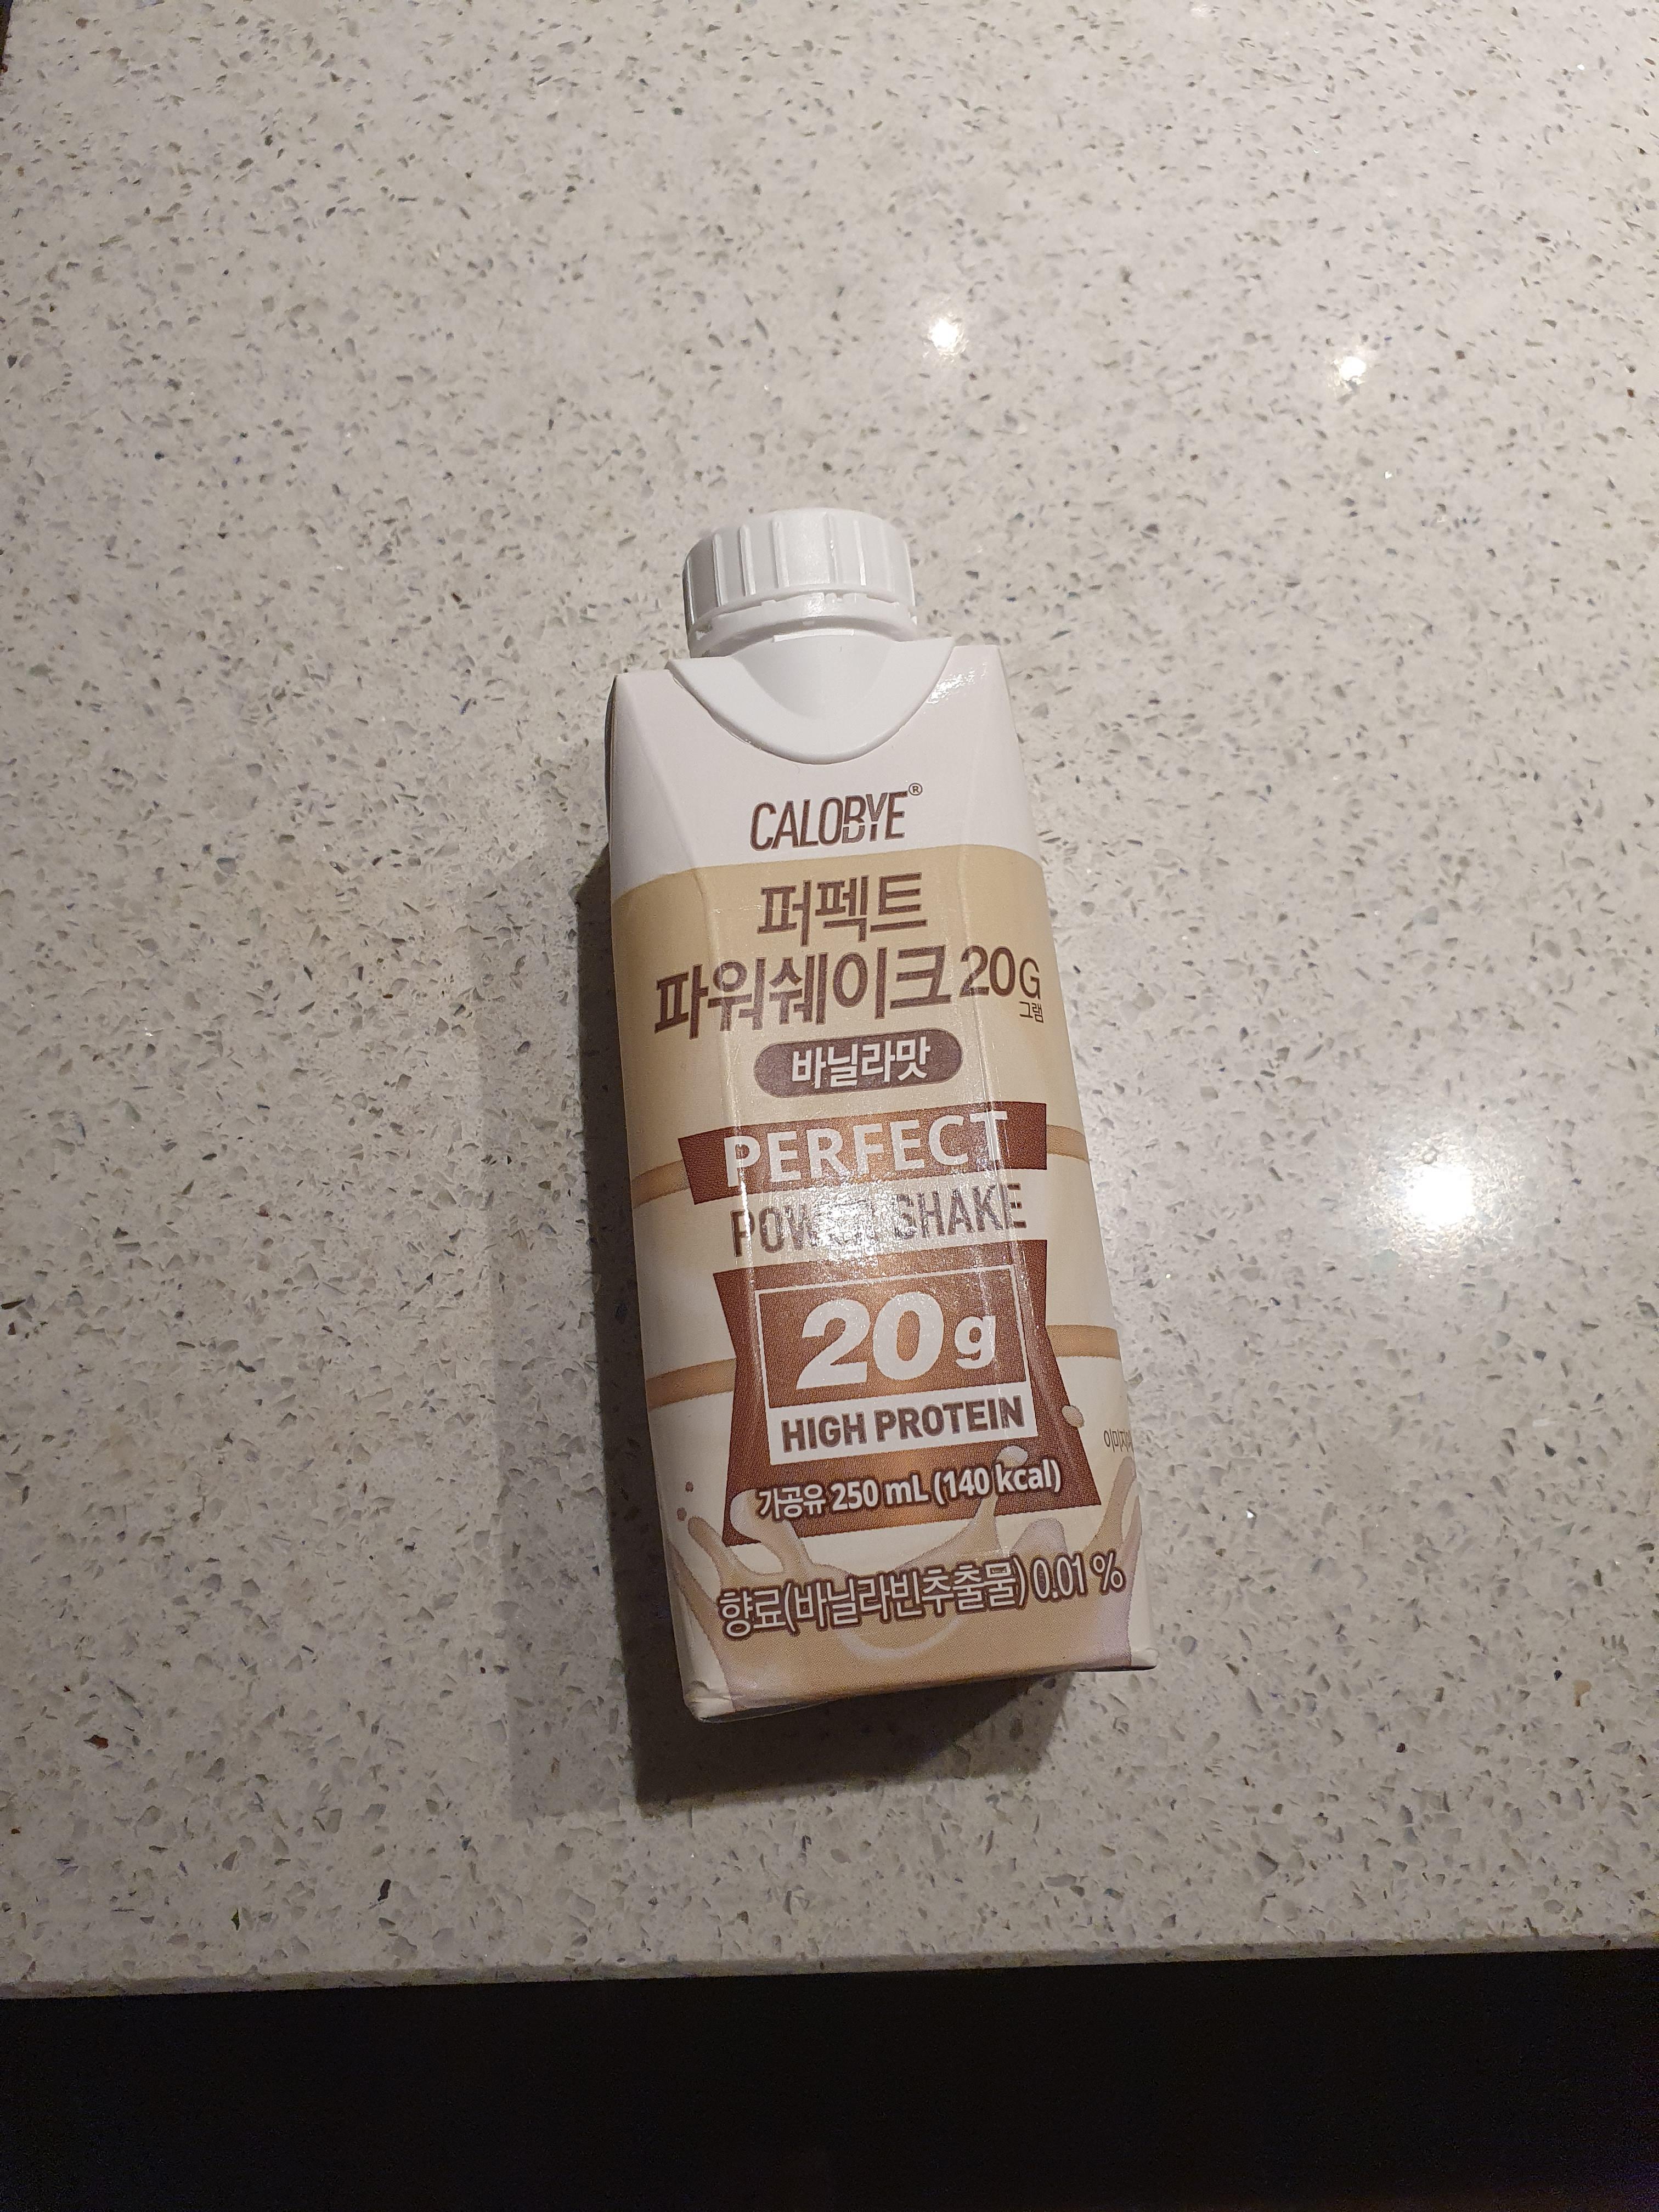 CALOBYE®
퍼펙트
파워쉐이크 20G
그램
바닐라맛
PERFECT
POWER SHAKE
20g
HIGH PROTEIN
가공유 250 mL (140 kcal)
향료(바닐라빈추출물) 0.01 %